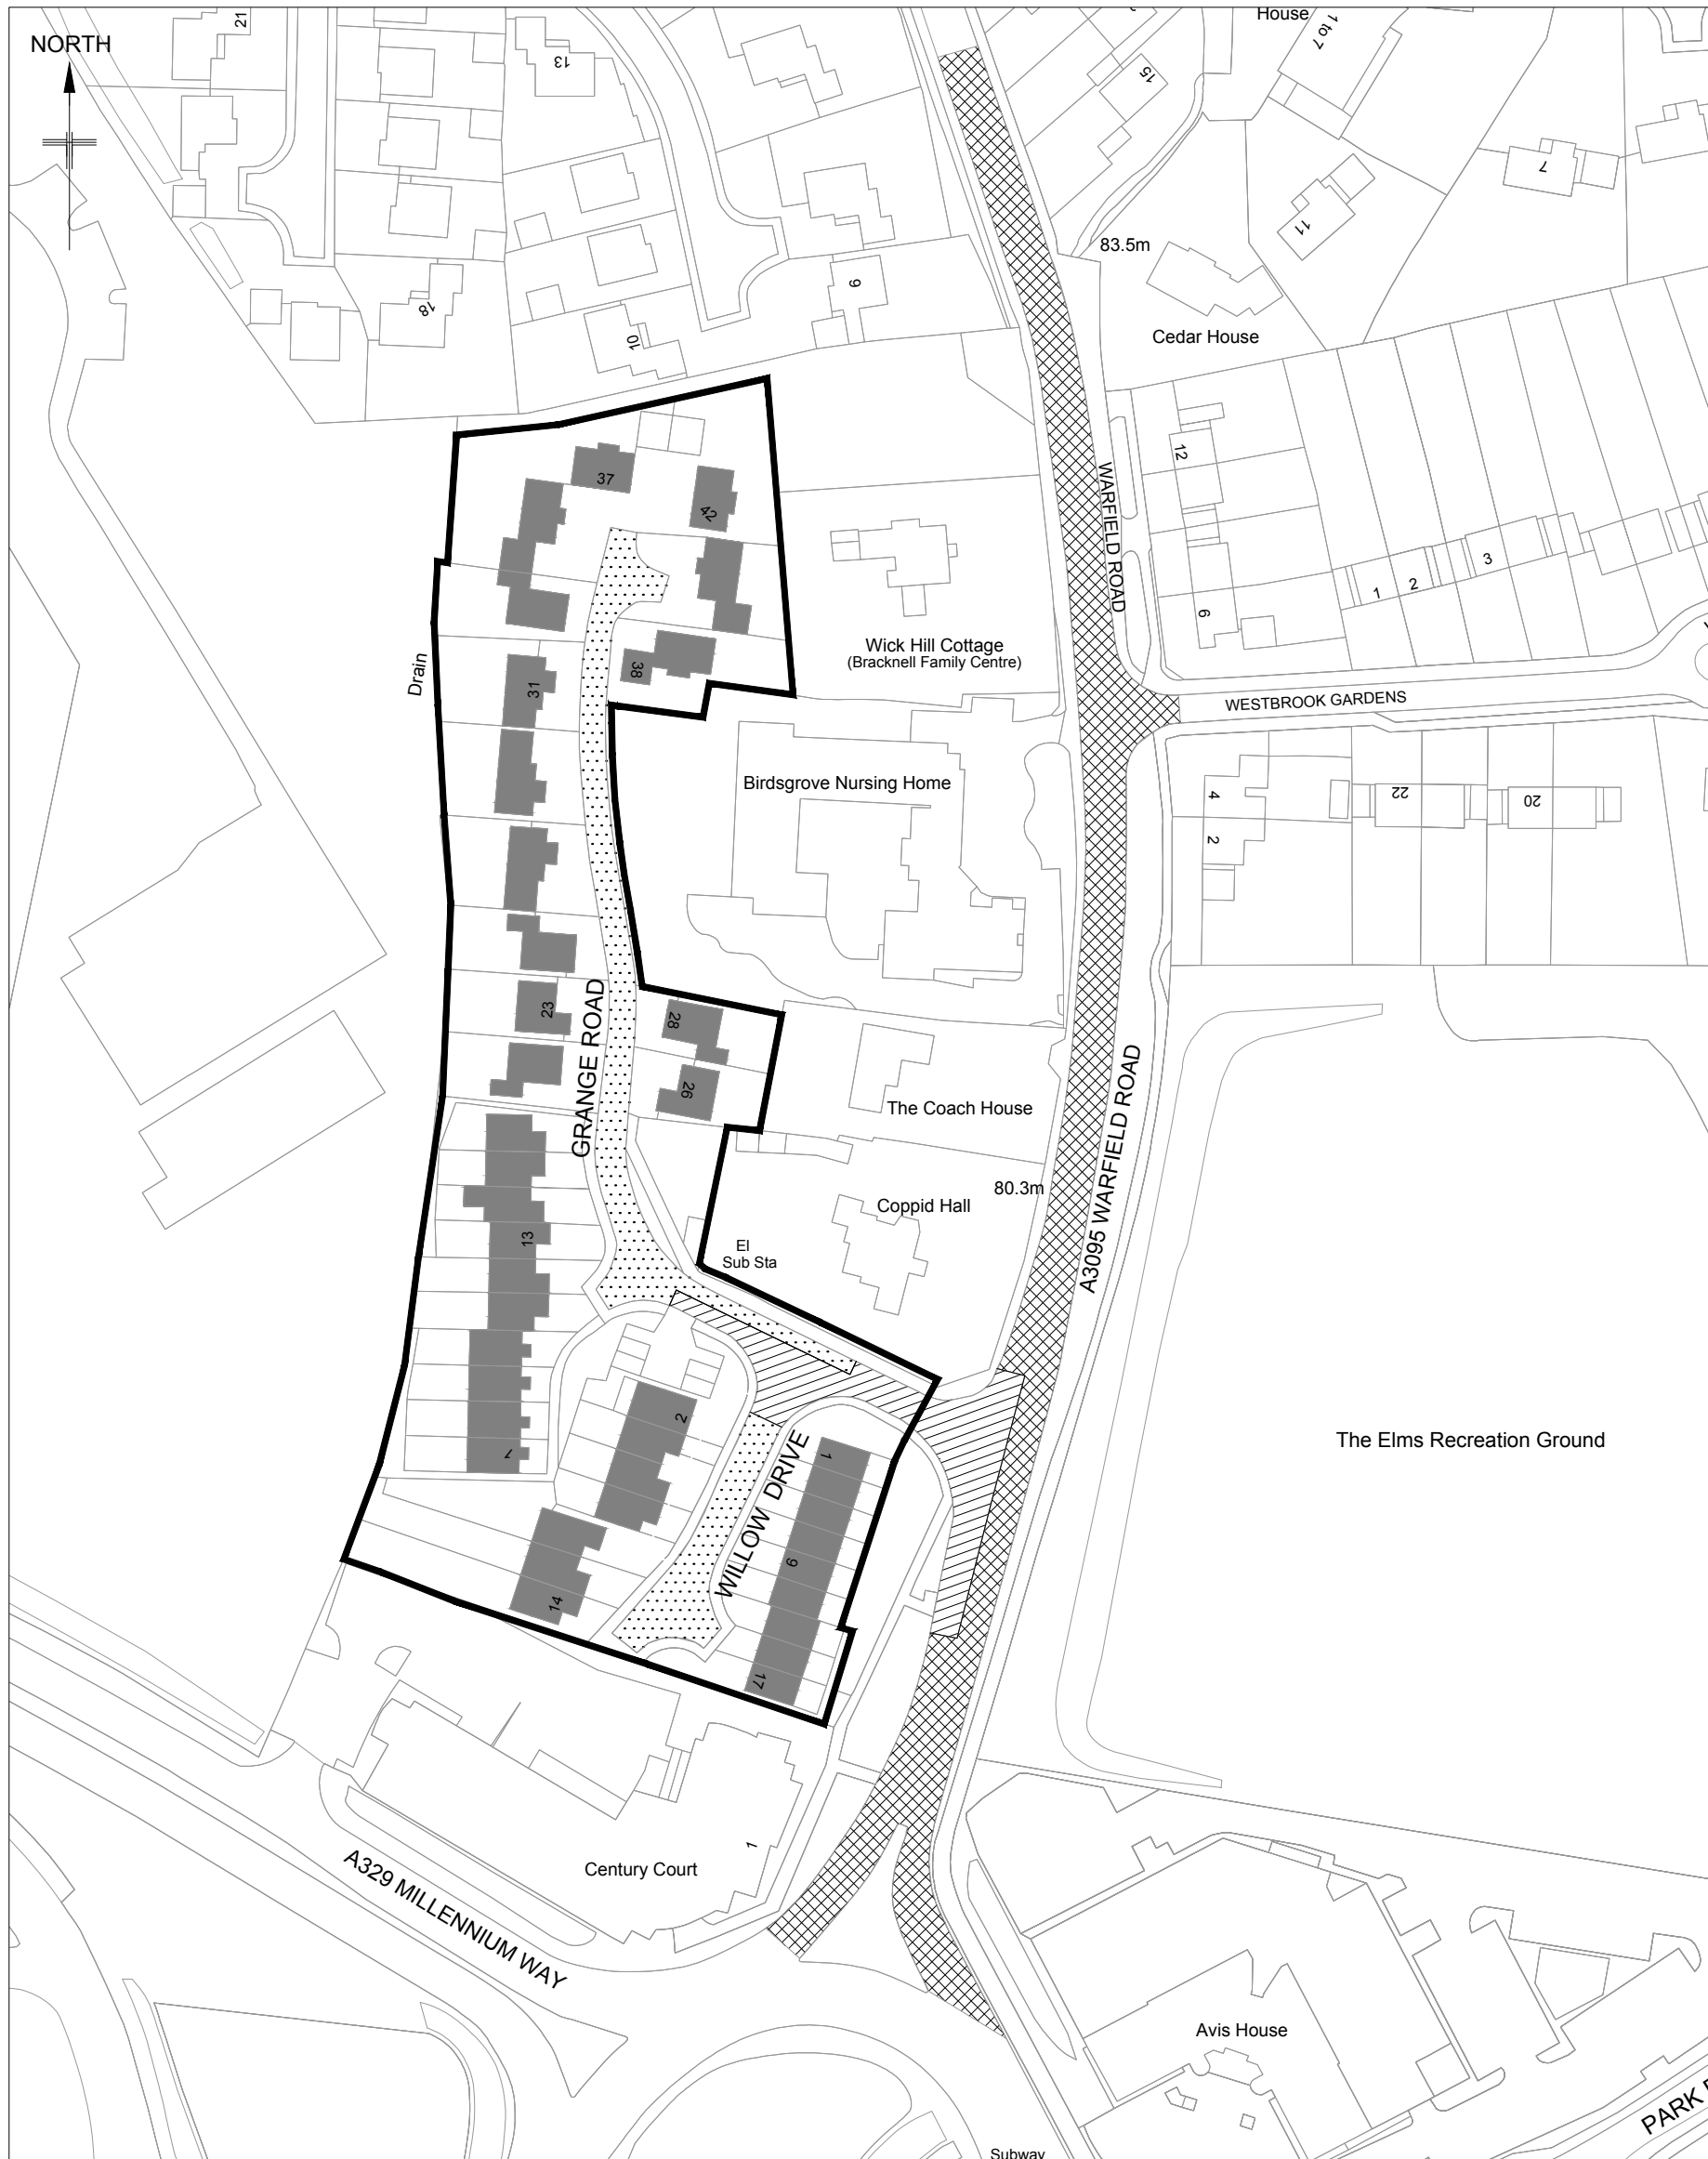 21
NORTH
13
House
1 to 7
15
7
11
83.5m
Cedar House
78
10
9
12
WARFIELD ROAD
37
42
1
2
3
6
Drain
31
38
Wick Hill Cottage
(Bracknell Family Centre)
WESTBROOK GARDENS
Birdsgrove Nursing Home
4
2
22
20
23
28
26
GRANGE ROAD
The Coach House
A3095 WARFIELD ROAD
80.3m
Coppid Hall
13
El
Sub Sta
7
2
1
9
WILLOW DRIVE
14
17
The Elms Recreation Ground
1
Century Court
A329 MILLENNIUM WAY
Avis House
PARK
Subway